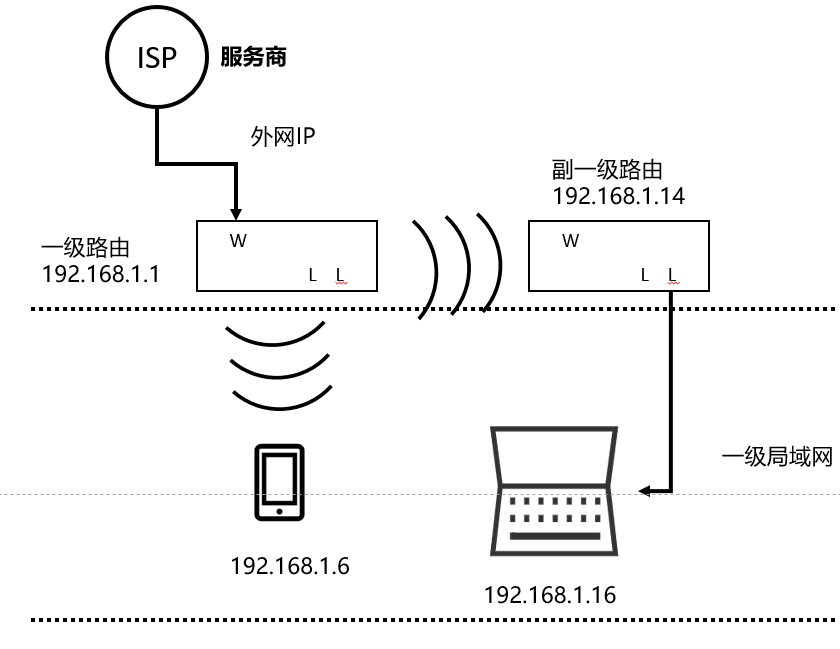 ISP
服务商
外网IP
副一级路由
192.168.1.14
一级路由
192.168.1.1
W
L L
W
L L
一级局域网
192.168.1.6
192.168.1.16